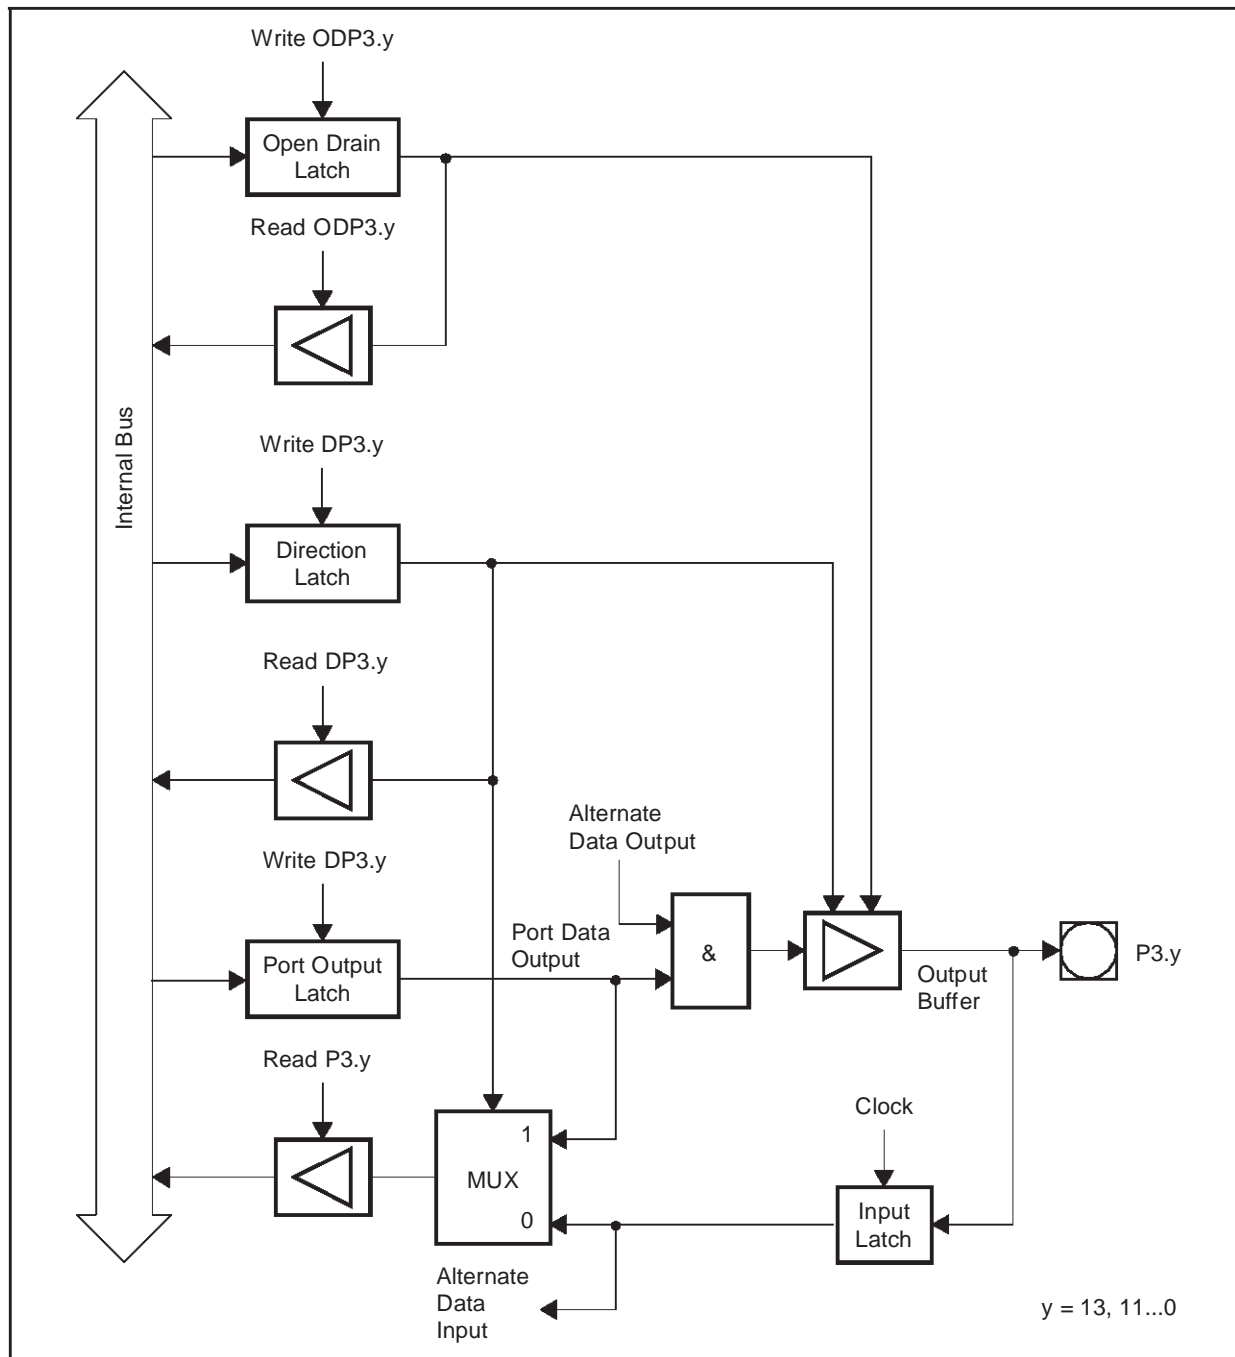 Write ODP3.y
Open Drain
Latch
Read ODP3.y
Internal Bus
Write DP3.y
Direction
Latch
Read DP3.y
Alternate
Data Output
Write DP3.y
Port Data
Output
&
Port Output
Latch
P3.y
Output
Buffer
Read P3.y
Clock
1
MUX
0
Input
Latch
Alternate
Data
Input
y = 13, 11...0